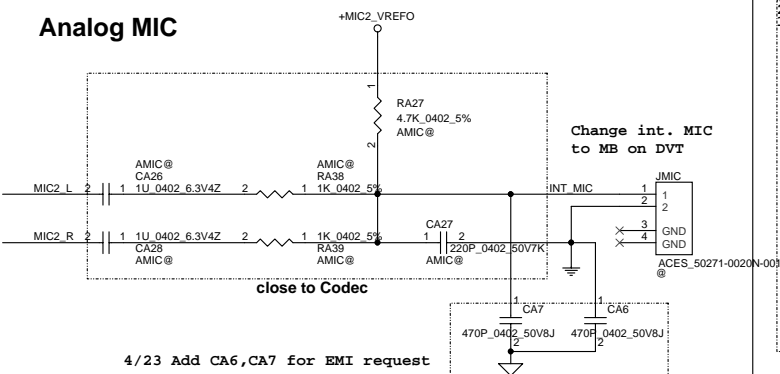 Analog MIC
+MIC2_VREFO
1
RA27
4.7K_0402_5%
AMIC@
2
Change int. MIC
to MB on DVT
AMIC@
CA26
AMIC@
RA38
JMIC
MIC2_L 2 1 1U_0402_6.3V4Z 2 1 1K_0402_5% INT_MIC 1 1
2 2
MIC2_R 2 1 1U_0402_6.3V4Z 2 1 1K_0402_5%
CA28
AMIC@
RA39
AMIC@
CA27
1 2
220P_0402_50V7K
AMIC@
3 GND
4 GND
ACES_50271-0020N-001
@
close to Codec
1 CA7
470P_0402_50V8J
2
1 CA6
470P_0402_50V8J
2
4/23 Add CA6,CA7 for EMI request